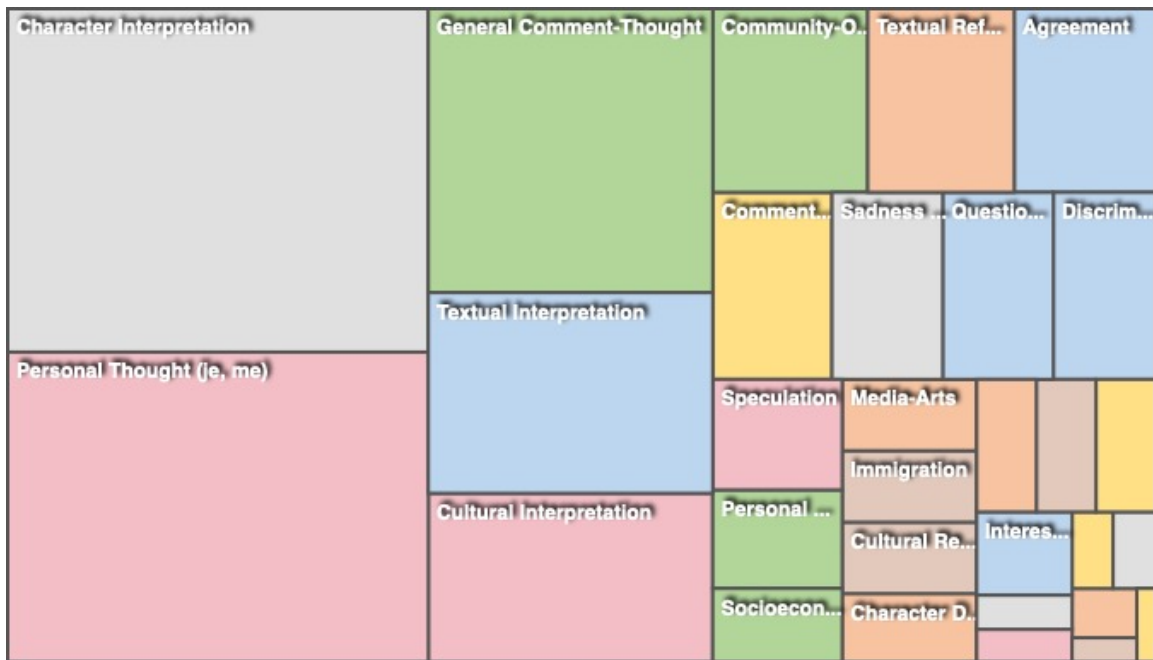 Character Interpretation
General Comment-Thought
Community-O...
Textual Ref...
Agreement
Comment...
Sadness ...
Questio...
Discrim...
Textual Interpretation
Personal Thought (je, me)
Speculation
Media-Arts
Immigration
Cultural Interpretation
Personal ...
Interes...
Cultural Re...
Socioecon...
Character D...